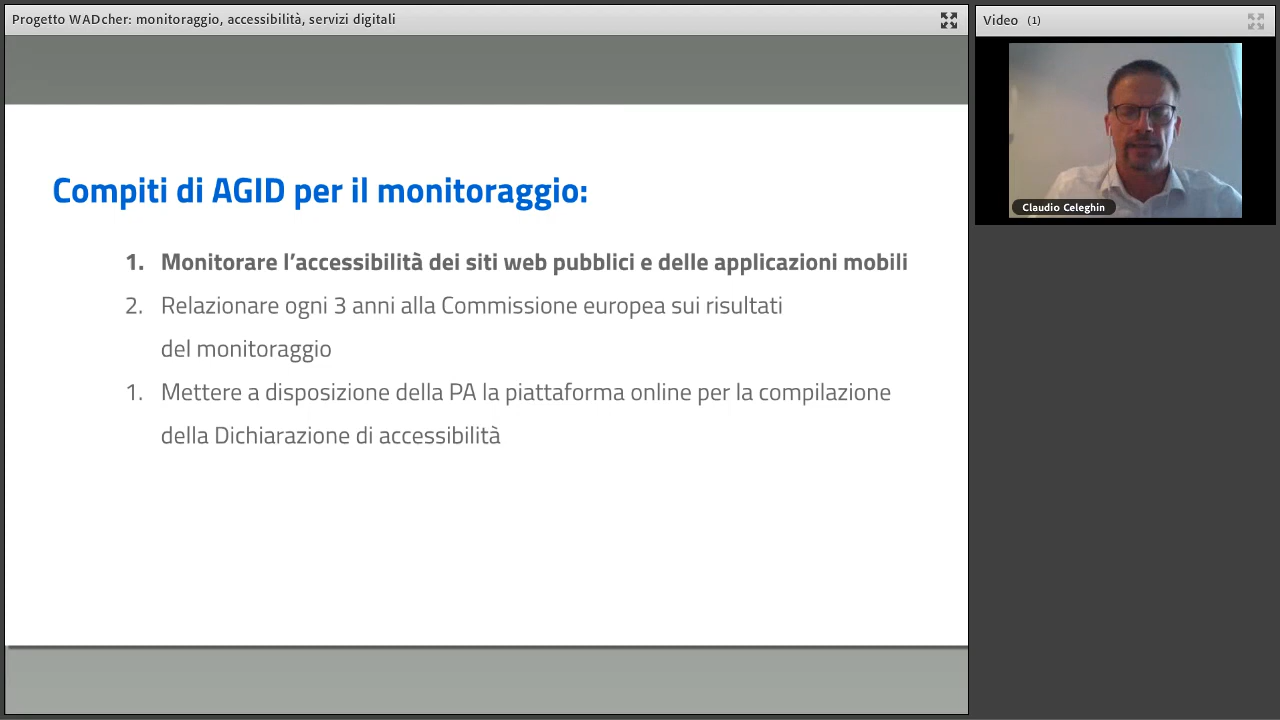 Progetto WADcher: monitoraggio, accessibilità, servizi digitali
Video (1)
Claudio Celeghin
Compiti di AGID per il monitoraggio:
1. Monitorare l’accessibilità dei siti web pubblici e delle applicazioni mobili
2. Relazionare ogni 3 anni alla Commissione europea sui risultati
del monitoraggio
1. Mettere a disposizione della PA la piattaforma online per la compilazione
della Dichiarazione di accessibilità